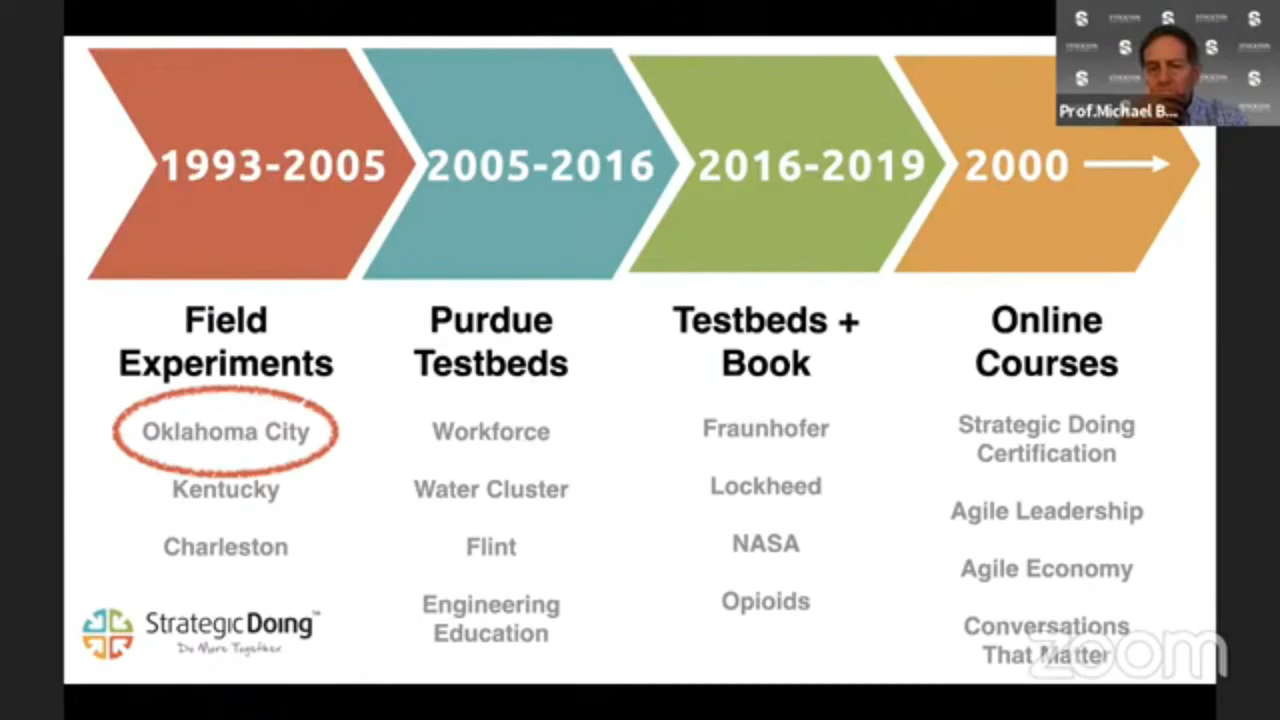 Prof.Michael B...
1993-2005
2005-2016
2016-2019
2000
Field
Experiments
Oklahoma City
Kentucky
Charleston
Purdue
Testbeds
Workforce
Water Cluster
Flint
Engineering
Education
Testbeds +
Book
Fraunhofer
Lockheed
NASA
Opioids
Online
Courses
Strategic Doing
Certification
Agile Leadership
Agile Economy
Conversations
That Matter
StrategicDoing™
Do More Together
zoom